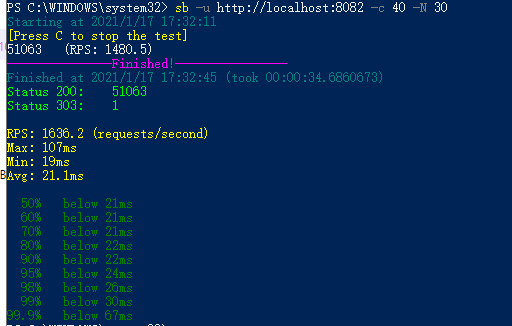 PS C:\WINDOWS\system32> sb -u http://localhost:8082 -c 40 -N 30
Starting at 2021/1/17 17:32:11
[Press C to stop the test]
51063   (RPS: 1480.5)
---------------Finished!----------------
Finished at 2021/1/17 17:32:45 (took 00:00:34.6860673)
Status 200:    51063
Status 303:    1
RPS: 1636.2 (requests/second)
Max: 107ms
Min: 19ms
Avg: 21.1ms
50%   below 21ms
60%   below 21ms
70%   below 21ms
80%   below 22ms
90%   below 22ms
95%   below 24ms
98%   below 26ms
99%   below 30ms
99.9%   below 67ms